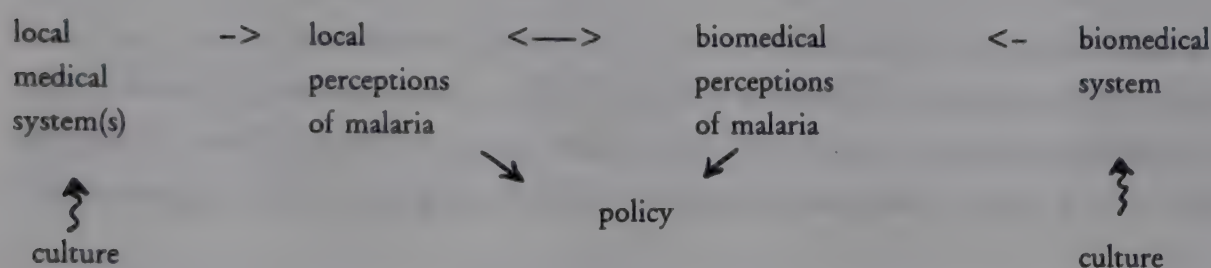 local -> local <—> biomedical <- biomedical
medical perceptions perceptions system
system(s) of malaria of malaria
policy
culture culture